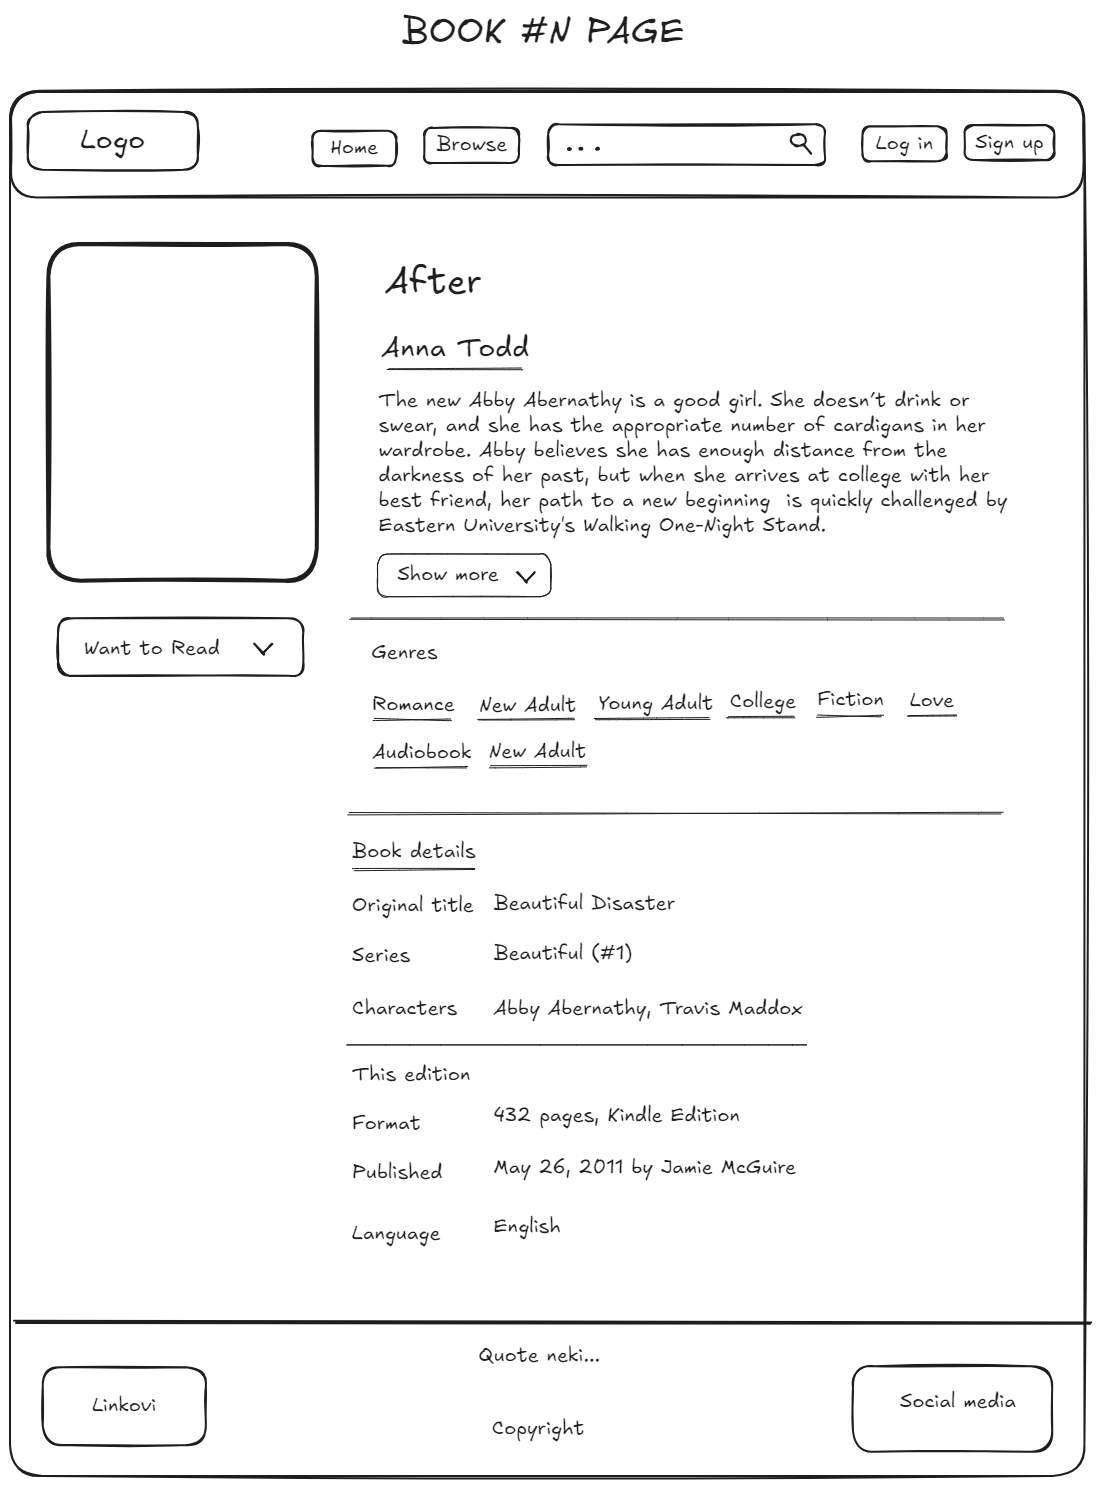 BOOK #N PAGE
Logo
Home
Browse
...
Log in
Sign up
After
Anna Todd
The new Abby Abernathy is a good girl. She doesn't drink or
swear, and she has the appropriate number of cardigans in her
wardrobe. Abby believes she has enough distance from the
darkness of her past, but when she arrives at college with her
best friend, her path to a new beginning  is quickly challenged by
Eastern University's Walking One-Night Stand.
Show more
Want to Read
Genres
Romance New Adult Young Adult College Fiction Love
Audiobook New Adult
Book details
Original title Beautiful Disaster
Series Beautiful (#1)
Characters Abby Abernathy, Travis Maddox
This edition
Format 432 pages, Kindle Edition
Published May 26, 2011 by Jamie McGuire
Language English
Quote neki...
Linkovi
Social media
Copyright